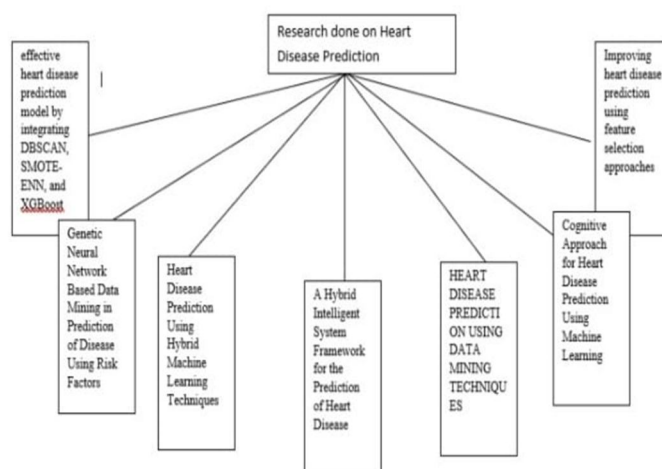 Research done on Heart
Disease Prediction
effective
heart disease
prediction
model by
integrating
DBSCAN,
SMOTE-
ENN, and
XGBoost
Genetic
Neural
Network
Based Data
Mining in
Prediction
of Disease
Using Risk
Factors
Heart
Disease
Prediction
Using
Hybrid
Machine
Learning
Techniques
A Hybrid
Intelligent
System
Framework
for the
Prediction
of Heart
Disease
HEART
DISEASE
PREDICTI
ON USING
DATA
MINING
TECHNIQU
ES
Cognitive
Approach
for Heart
Disease
Prediction
Using
Machine
Learning
Improving
heart disease
prediction
using
feature
selection
approaches